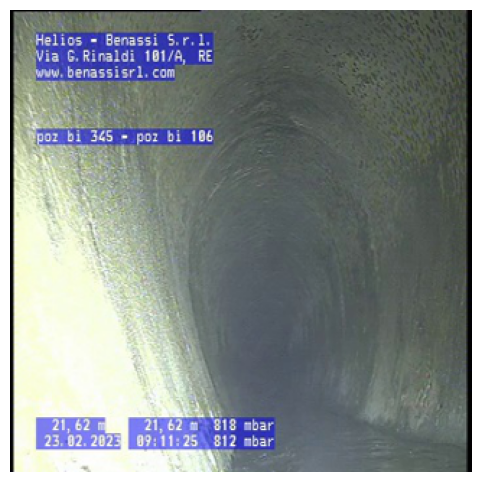 Helios - Benassi S.r.l.
Via G.Rinaldi 101/A, RE
www.benassisrl.com
poz bi 345 - poz bi 106
21,62 m 21,62 m 818 mbar
23.02.2023 09:11:25 812 mbar